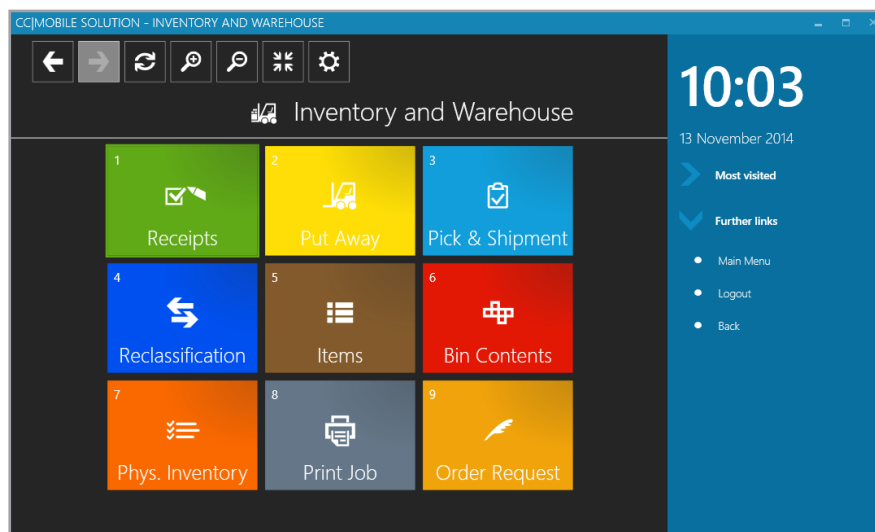 CC|MOBILE SOLUTION - INVENTORY AND WAREHOUSE
Inventory and Warehouse
1
Receipts
2
Put Away
3
Pick & Shipment
4
Reclassification
5
Items
6
Bin Contents
7
Phys. Inventory
8
Print Job
9
Order Request
10:03
13 November 2014
Most visited
Further links
Main Menu
Logout
Back